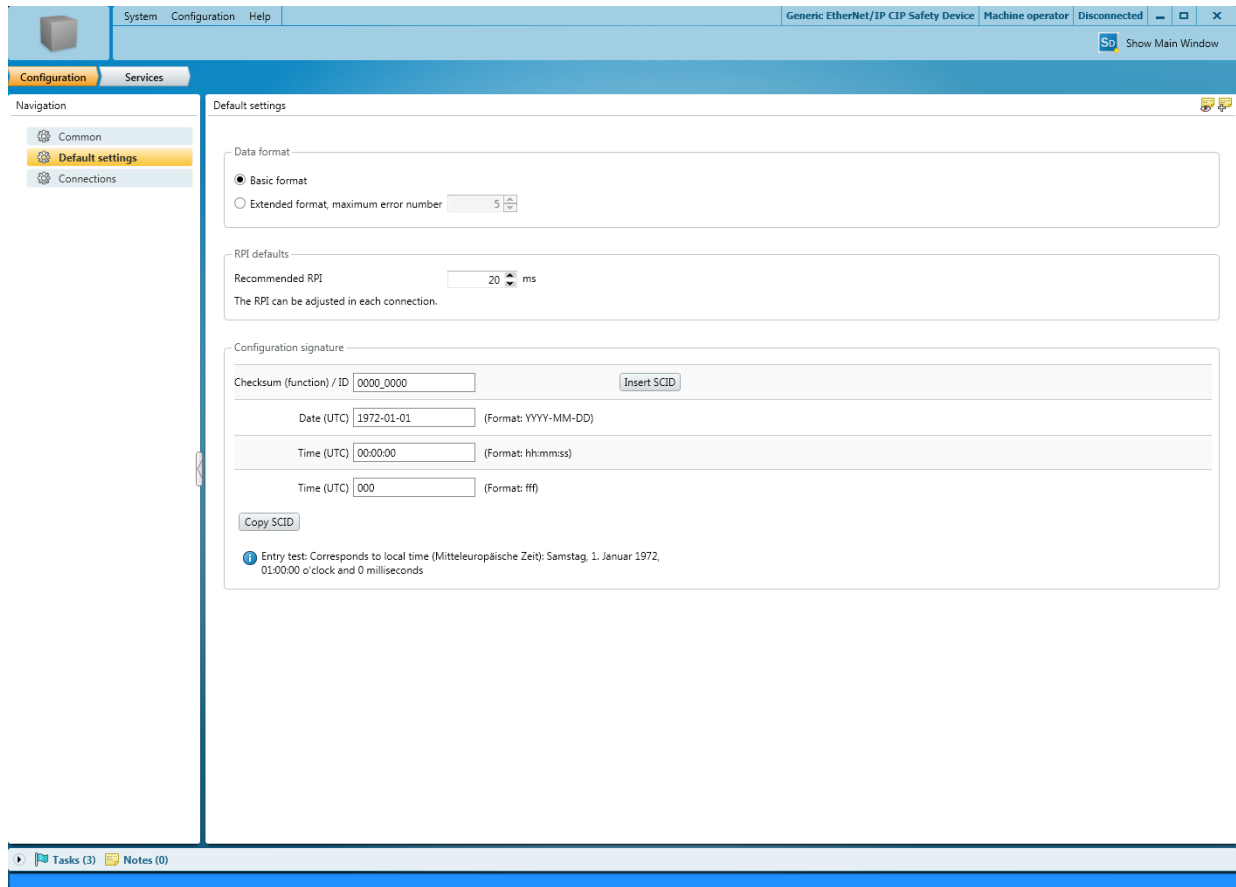 System Configuration Help
Generic EtherNet/IP CIP Safety Device Machine operator Disconnected
SD Show Main Window
Configuration Services
Navigation
Common
Default settings
Connections
Default settings
Data format
Basic format
Extended format, maximum error number 5
RPI defaults
Recommended RPI 20 ms
The RPI can be adjusted in each connection.
Configuration signature
Checksum (function) / ID 0000_0000 Insert SCID
Date (UTC) 1972-01-01 (Format: YYYY-MM-DD)
Time (UTC) 00:00:00 (Format: hh:mm:ss)
Time (UTC) 000 (Format: fff)
Copy SCID
Entry test: Corresponds to local time (Mitteleuropäische Zeit): Samstag, 1. Januar 1972,
01:00:00 o'clock and 0 milliseconds
Tasks (3) Notes (0)